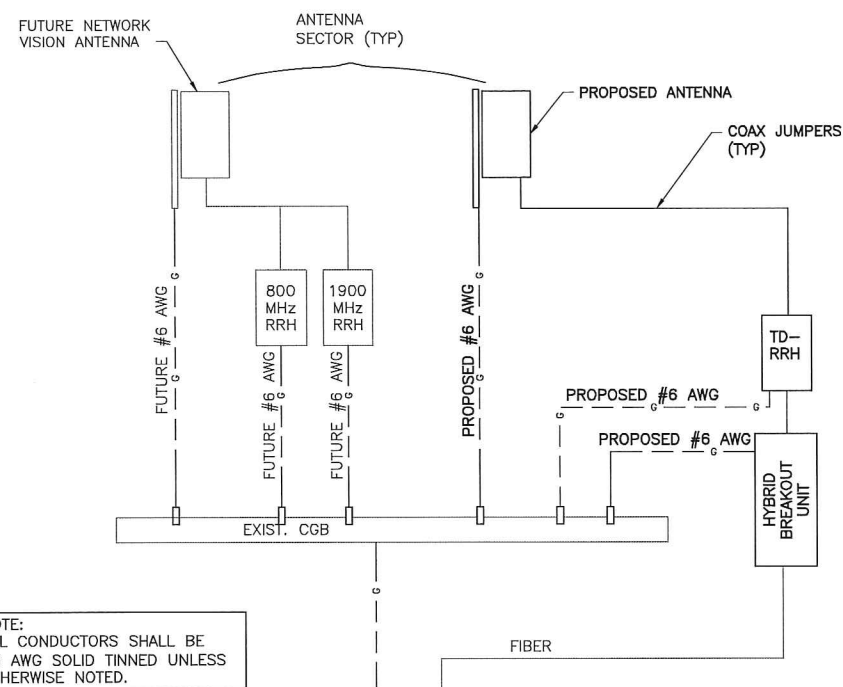 FUTURE NETWORK
VISION ANTENNA
ANTENNA
SECTOR (TYP)
PROPOSED ANTENNA
COAX JUMPERS
(TYP)
G
G
FUTURE #6 AWG
G
800
MHz
RRH
1900
MHz
RRH
FUTURE #6 AWG
G
FUTURE #6 AWG
G
PROPOSED #6 AWG
G
TD-
RRH
PROPOSED #6 AWG
G
G
G
PROPOSED #6 AWG
G
HYBRID
BREAKOUT
UNIT
EXIST. CGB
G
FIBER
CONDUCTORS SHALL BE
AWG SOLID TINNED UNLESS
NOTED.